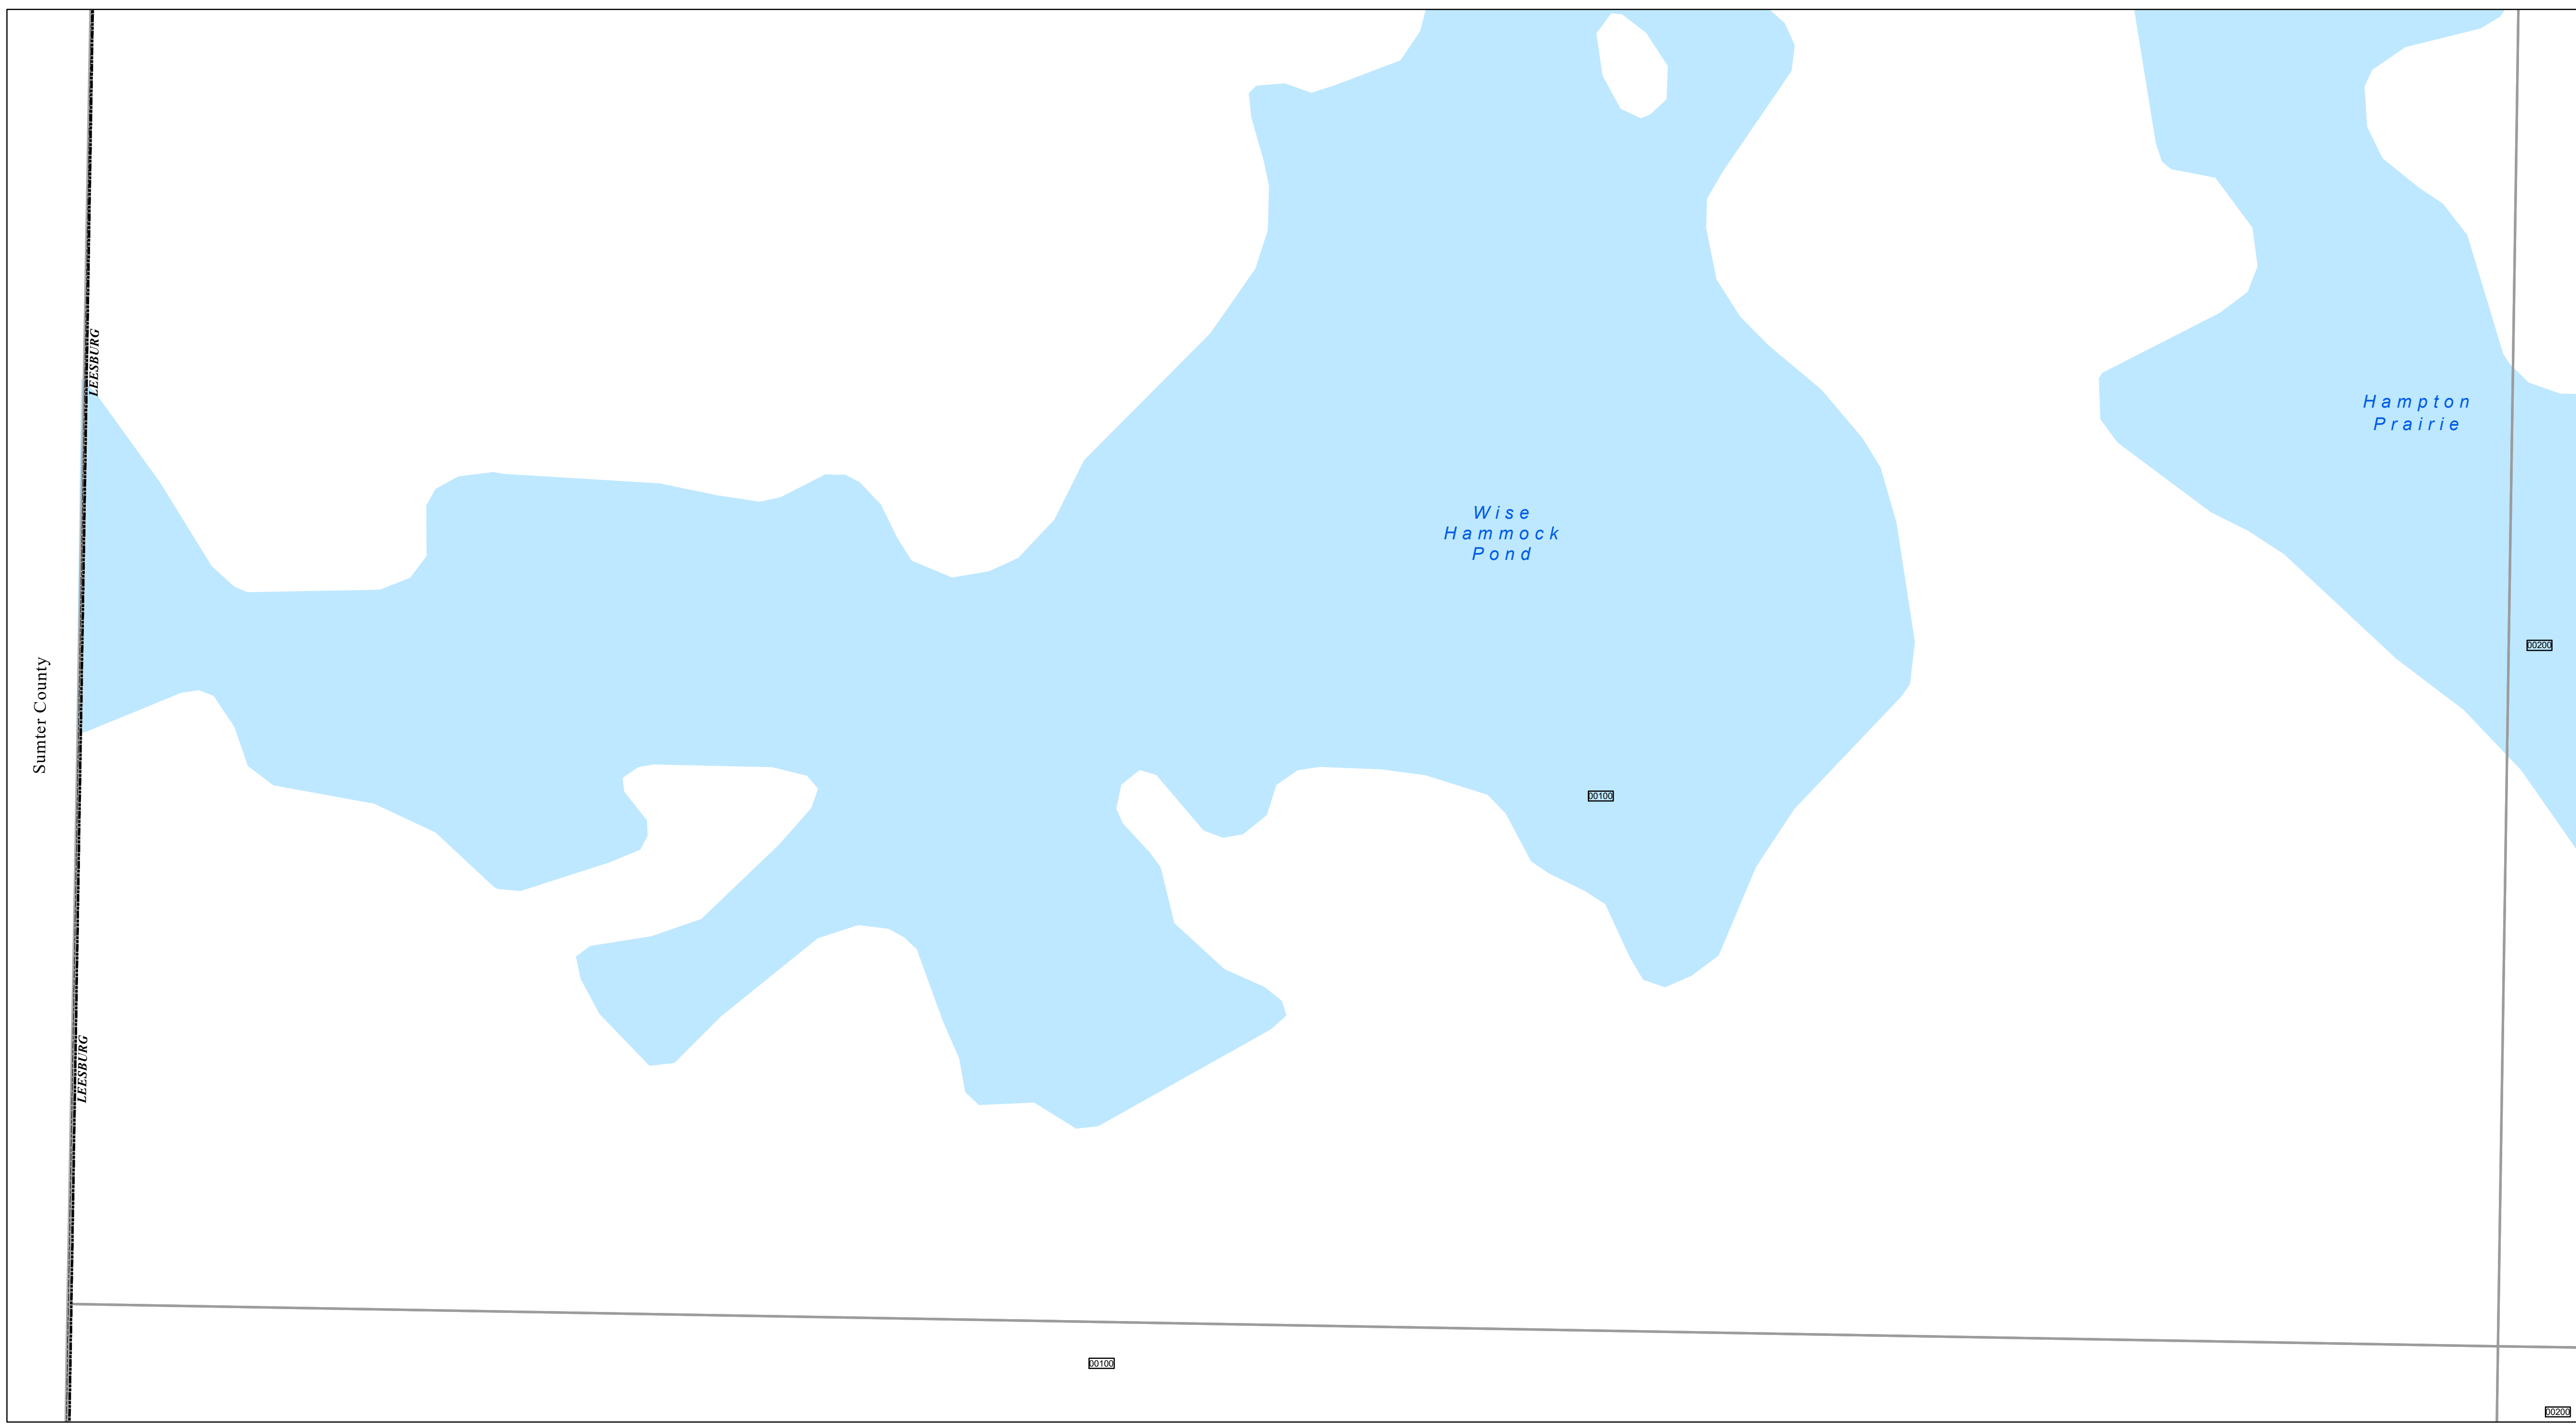 LEESBURG
Hampton
Prairie
Wise
Hammock
Pond
00200
Sumter County
00100
LEESBURG
00100
00200